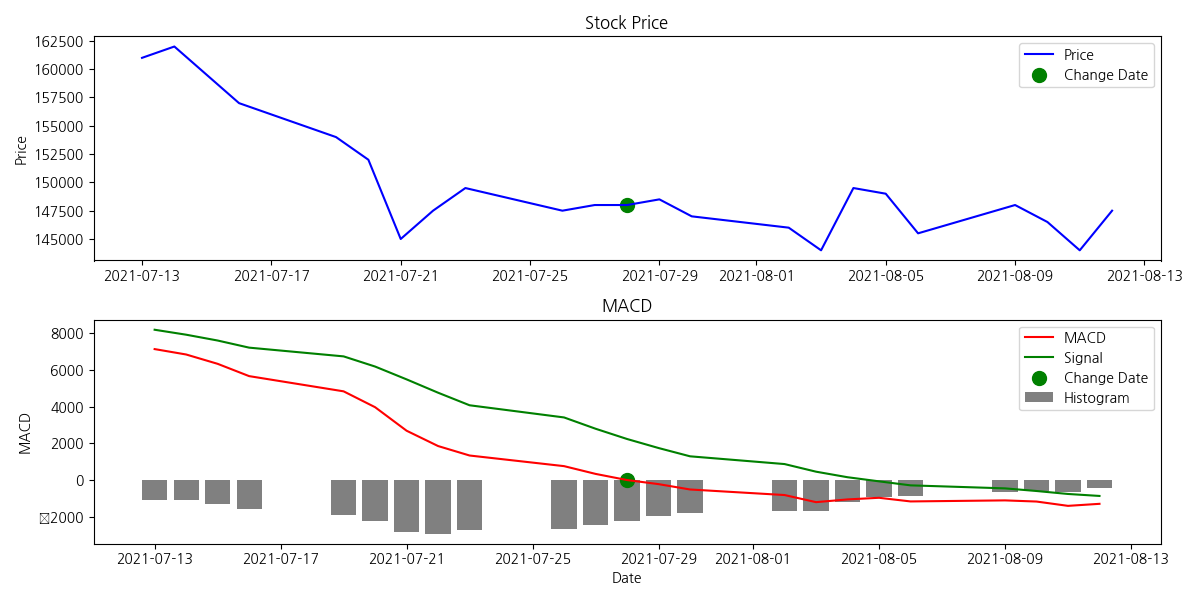 Stock Price
162500
160000
157500
155000
152500
150000
147500
145000
Price
Price
Change Date
2021-07-13 2021-07-17 2021-07-21 2021-07-25 2021-07-29 2021-08-01 2021-08-05 2021-08-09 2021-08-13
MACD
8000
6000
4000
2000
0
2000
MACD
MACD
Signal
Change Date
Histogram
2021-07-13 2021-07-17 2021-07-21 2021-07-25 2021-07-29 2021-08-01 2021-08-05 2021-08-09 2021-08-13
Date